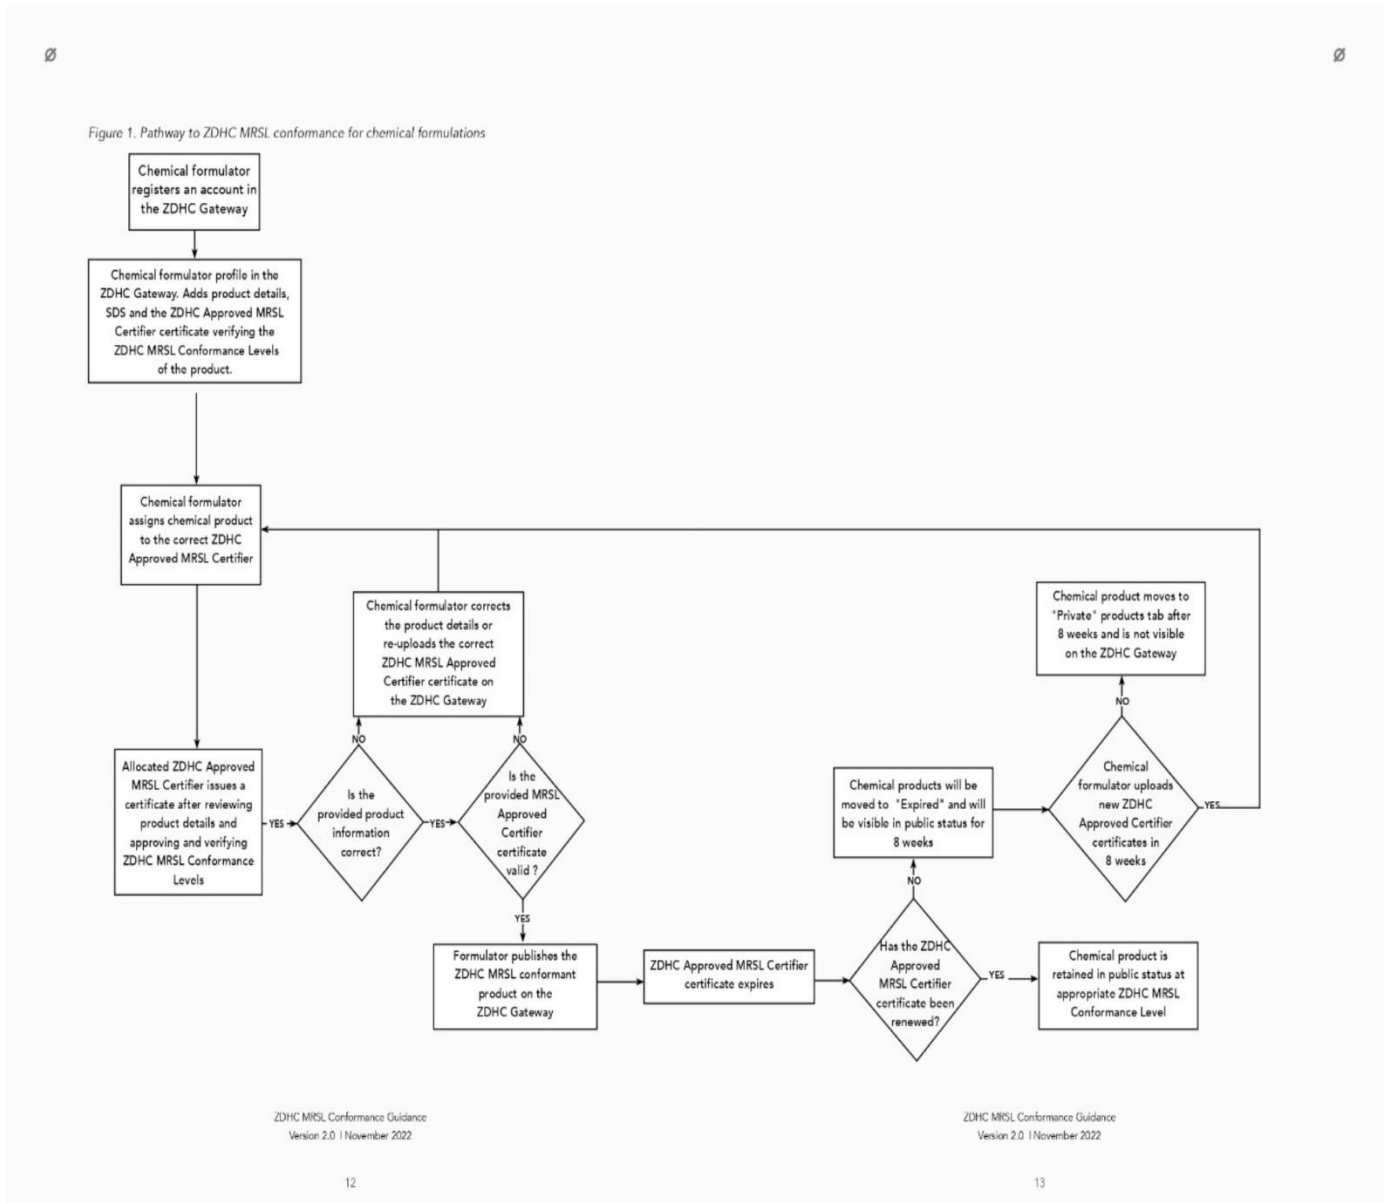 Ø
Ø
Figure 1. Pathway to ZDHC MRSL conformance for chemical formulations
Chemical formulator
registers an account in
the ZDHC Gateway
Chemical formulator profile in the
ZDHC Gateway. Adds product details,
SDS and the ZDHC Approved MRSL
Certifier certificate verifying the
ZDHC MRSL Conformance Levels
of the product.
Chemical formulator
assigns chemical product
to the correct ZDHC
Approved MRSL Certifier
Chemical formulator corrects
the product details or
re-uploads the correct
ZDHC MRSL Approved
Certifier certificate on
the ZDHC Gateway
Chemical product moves to
"Private" products tab after
8 weeks and is not visible
on the ZDHC Gateway
NO
NO
NO
Allocated ZDHC Approved
MRSL Certifier issues a
certificate after reviewing
product details and
approving and verifying
ZDHC MRSL Conformance
Levels
YES
Is the
provided product
information
correct?
YES
Is the
provided MRSL
Approved
Certifier
certificate
valid ?
YES
Chemical products will be
moved to "Expired" and will
be visible in public status for
8 weeks
Chemical
formulator uploads
new ZDHC
Approved Certifier
certificates in
8 weeks
YES
NO
Formulator publishes the
ZDHC MRSL conformant
product on the
ZDHC Gateway
ZDHC Approved MRSL Certifier
certificate expires
Has the ZDHC
Approved
MRSL Certifier
certificate been
renewed?
YES
Chemical product is
retained in public status at
appropriate ZDHC MRSL
Conformance Level
ZDHC MRSL Conformance Guidance
Version 2.0 | November 2022
12
ZDHC MRSL Conformance Guidance
Version 2.0 | November 2022
13